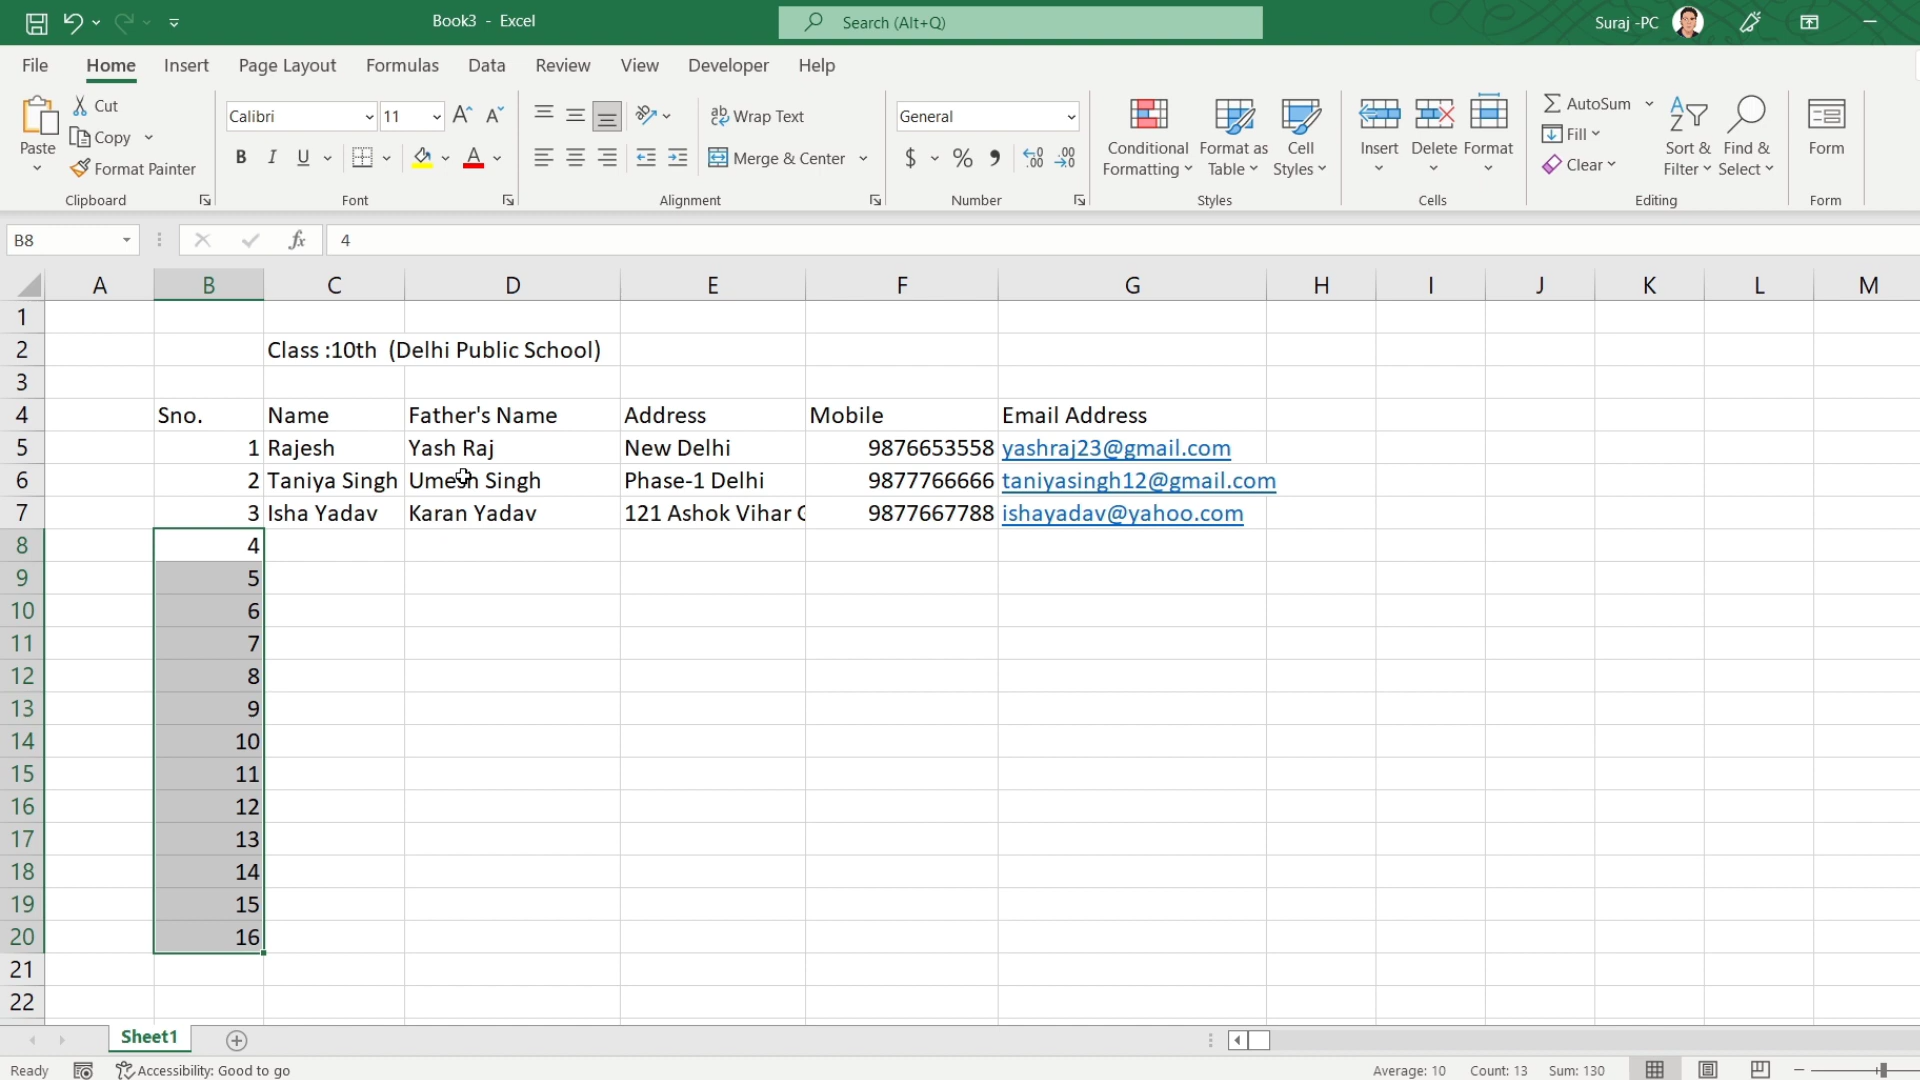 Book3 - Excel
Search (Alt+Q)
Suraj -PC
File Home Insert Page Layout Formulas Data Review View Developer Help
Paste
Cut
Copy
Format Painter
Clipboard
Calibri 11
B I U
Font
Wrap Text
Merge & Center
Alignment
General
$ % ,
Number
Conditional Formatting
Format as Table
Cell Styles
Styles
Insert Delete Format
Cells
AutoSum
Fill
Clear
Sort & Filter
Find & Select
Editing
Form
Form
B8 fx 4
A B C D E F G H I J K L M
1
2 Class :10th (Delhi Public School)
3
4 Sno. Name Father's Name Address Mobile Email Address
5 1 Rajesh Yash Raj New Delhi 9876653558 yashraj23@gmail.com
6 2 Taniya Singh Umesh Singh Phase-1 Delhi 9877766666 taniyasingh12@gmail.com
7 3 Isha Yadav Karan Yadav 121 Ashok Vihar 9877667788 ishayadav@yahoo.com
8 4
9 5
10 6
11 7
12 8
13 9
14 10
15 11
16 12
17 13
18 14
19 15
20 16
21
22
Sheet1
Ready Accessibility: Good to go Average: 10 Count: 13 Sum: 130